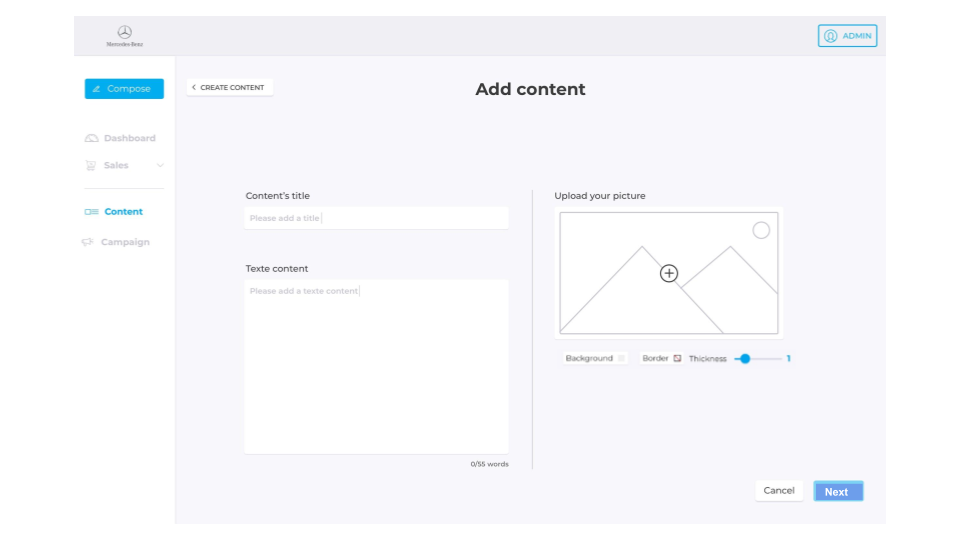 Mercedes-Benz
ADMIN
Compose
< CREATE CONTENT
Add content
Dashboard
Sales
Content
Campaign
Content's title
Please add a title
Texte content
Please add a texte content
0/55 words
Upload your picture
Background
Border
Thickness
1
Cancel
Next